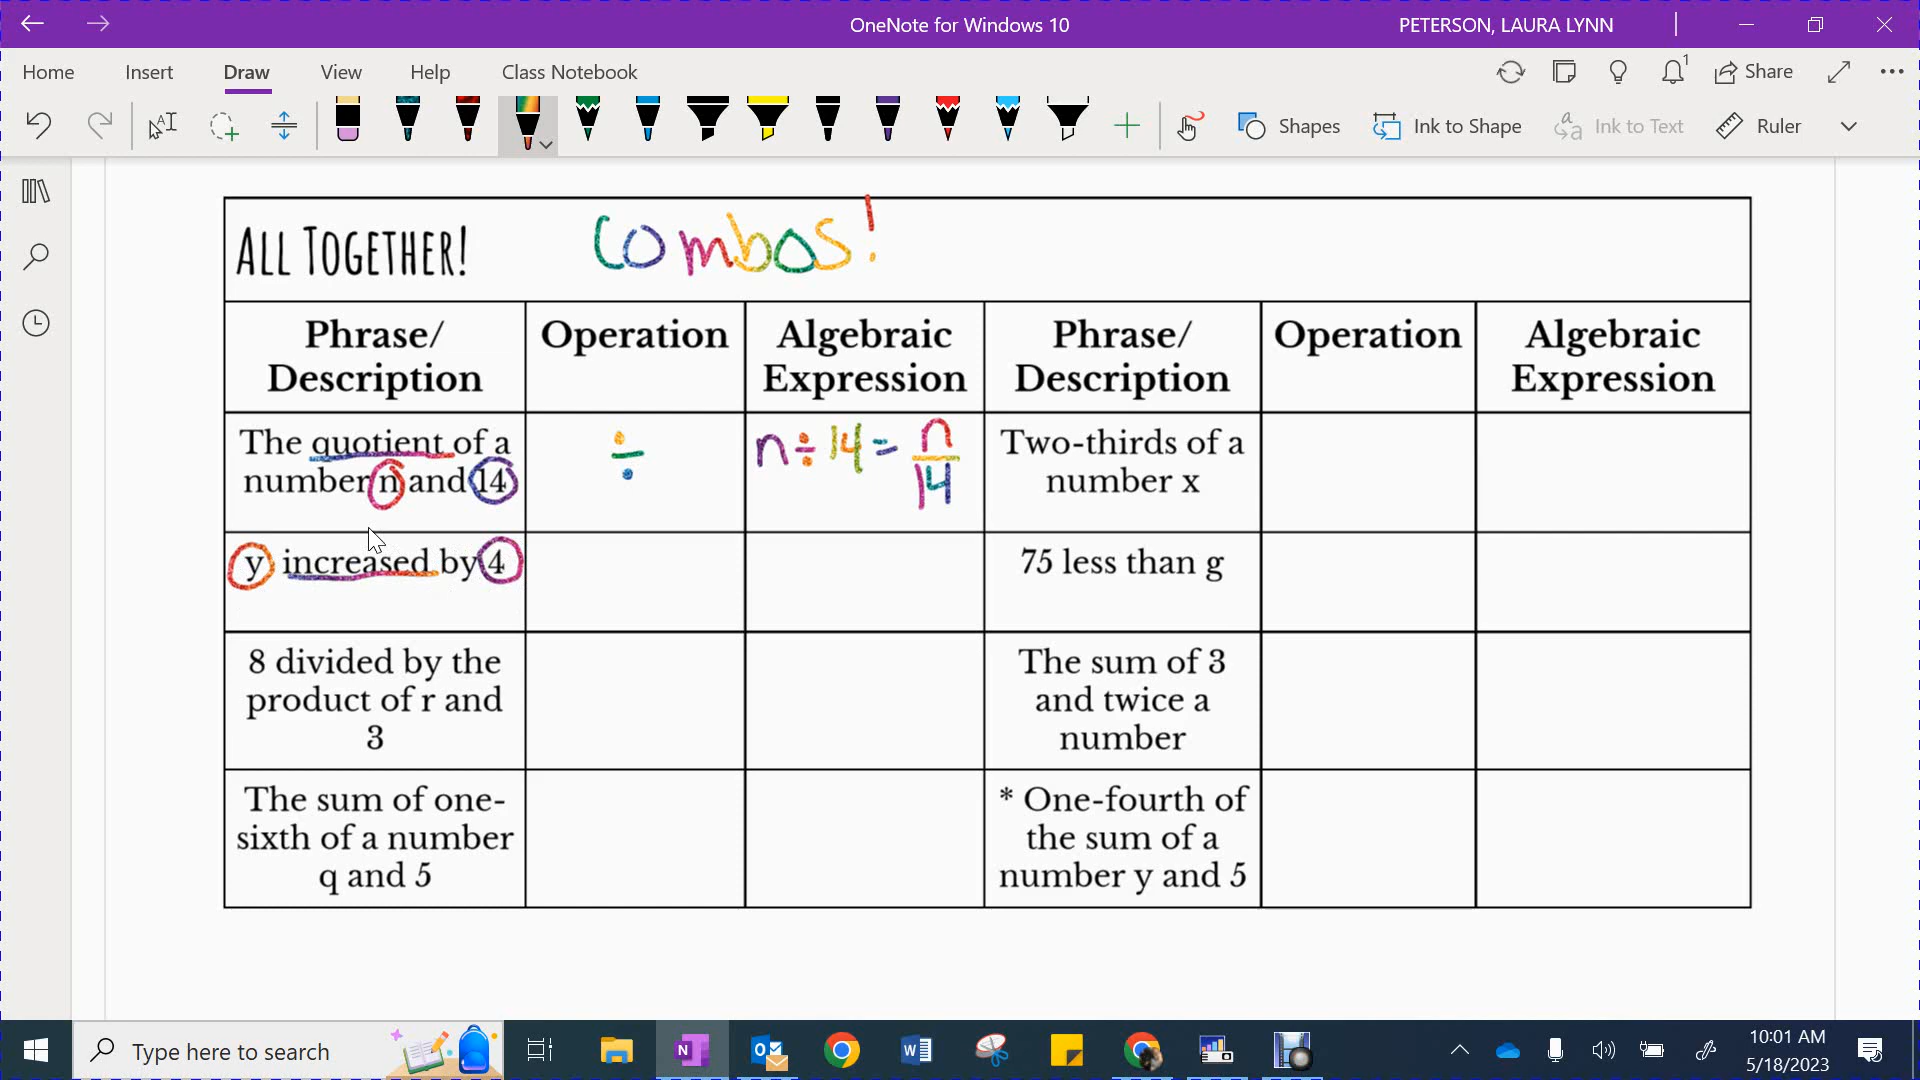 OneNote for Windows 10
PETERSON, LAURA LYNN
Home Insert Draw View Help Class Notebook
1
Share
Shapes Ink to Shape Ink to Text Ruler
ALL TOGETHER! Combos!
Phrase/
Description
Operation
Algebraic
Expression
Phrase/
Description
Operation
Algebraic
Expression
The quotient of a
number n and 14
÷
n ÷ 14 = n/14
Two-thirds of a
number x
y increased by 4
75 less than g
8 divided by the
product of r and
3
The sum of 3
and twice a
number
The sum of one-
sixth of a number
q and 5
* One-fourth of
the sum of a
number y and 5
Type here to search
10:01 AM
5/18/2023